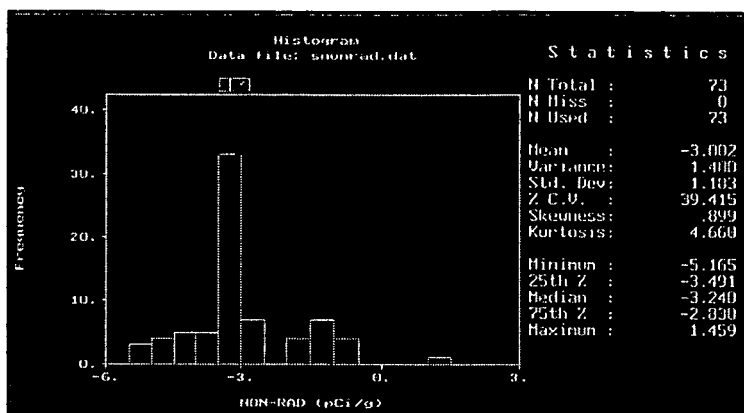 Histogram
Data file: snonrad.dat
Statistics
N Total : 73
N Miss : 0
N Used : 73
Mean : -3.002
Variance: 1.400
Std. Dev: 1.183
% C.V. : 39.415
Skewness: .899
Kurtosis: 4.660
Minimum : -5.165
25th % : -3.491
Median : -3.240
75th % : -2.830
Maximum : 1.459
Frequency
40.
30.
20.
10.
0.
-6. -3. 0. 3.
NON-RAD (pCi/g)